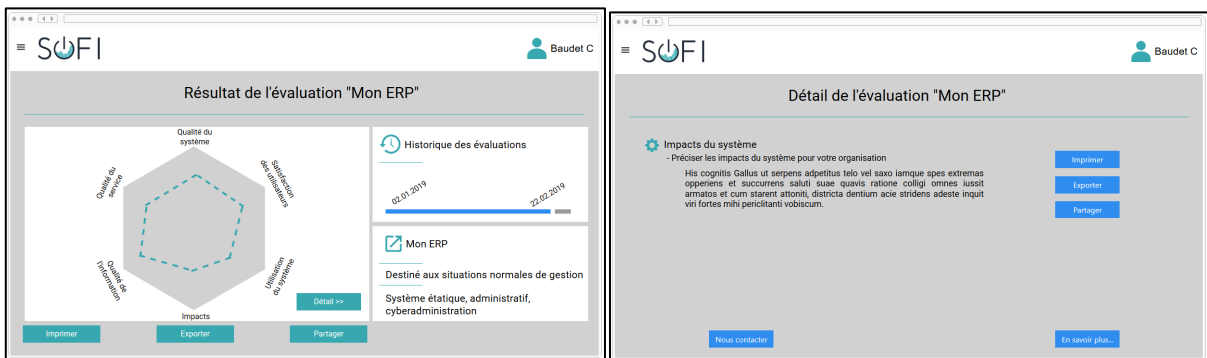 SOFI
Baudet C
Résultat de l'évaluation "Mon ERP"
Qualité du
système
Satisfaction
des utilisateurs
Utilisation
du système
Impacts
Qualité de
l'information
Qualité du
service
Détail >>
Imprimer
Exporter
Partager
Historique des évaluations
02.01.2019
22.02.2019
Mon ERP
Destiné aux situations normales de gestion
Système étatique, administratif,
cyberadministration
SOFI
Baudet C
Détail de l'évaluation "Mon ERP"
Impacts du système
- Préciser les impacts du système pour votre organisation
His cognitis Gallus ut serpens adpetitus telo vel saxo iamque spes extremas
opperiens et succurrens saluti suae quavis ratione colligi omnes iussit
armatos et cum starent attoniti, districta dentium acie stridens adeste inquit
viri fortes mihi periclitanti vobiscum.
Imprimer
Exporter
Partager
Nous contacter
En savoir plus...